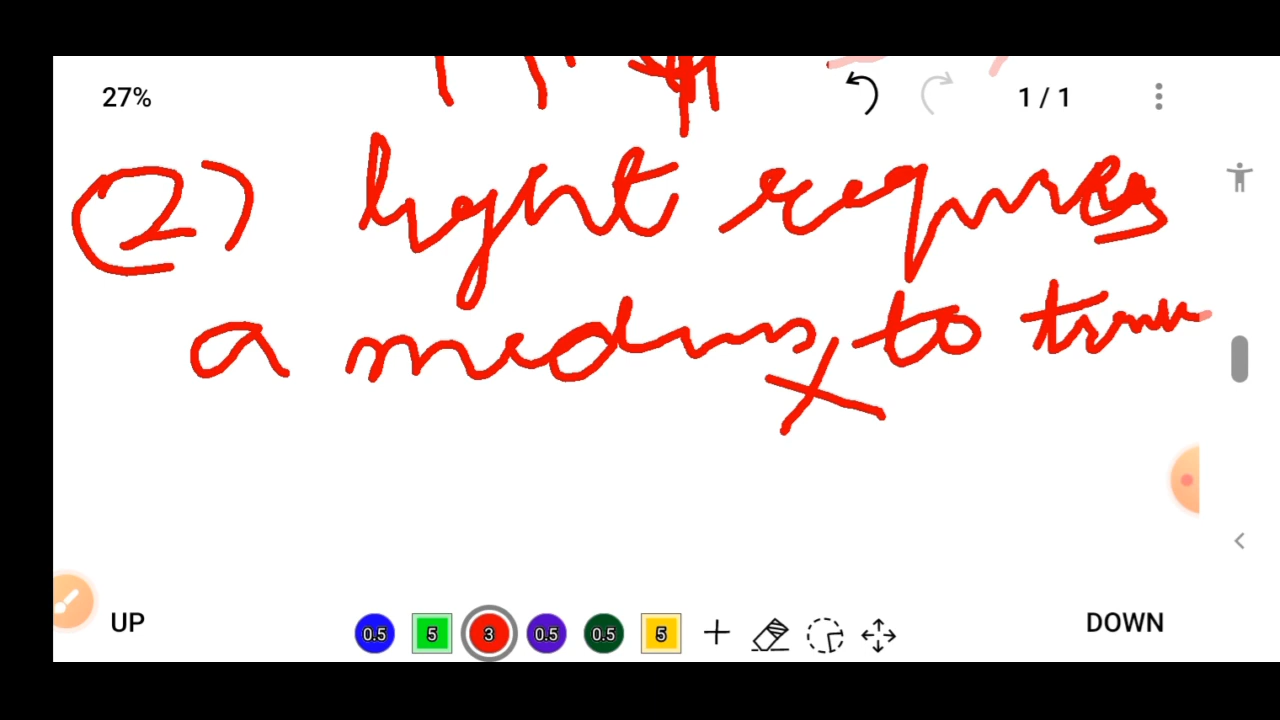 27%
1 / 1
(2) light requires
a medium to tran
UP
0.5 5 3 0.5 0.5 5
DOWN